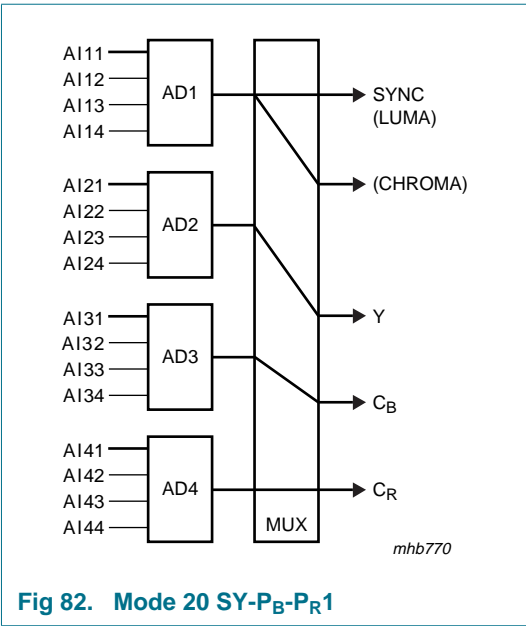 AI11
AI12
AI13
AI14
AD1
SYNC
(LUMA)
(CHROMA)
AI21
AI22
AI23
AI24
AD2
Y
AI31
AI32
AI33
AI34
AD3
CB
AI41
AI42
AI43
AI44
AD4
CR
MUX
mhb770
Fig 82. Mode 20 SY-PB-PR1